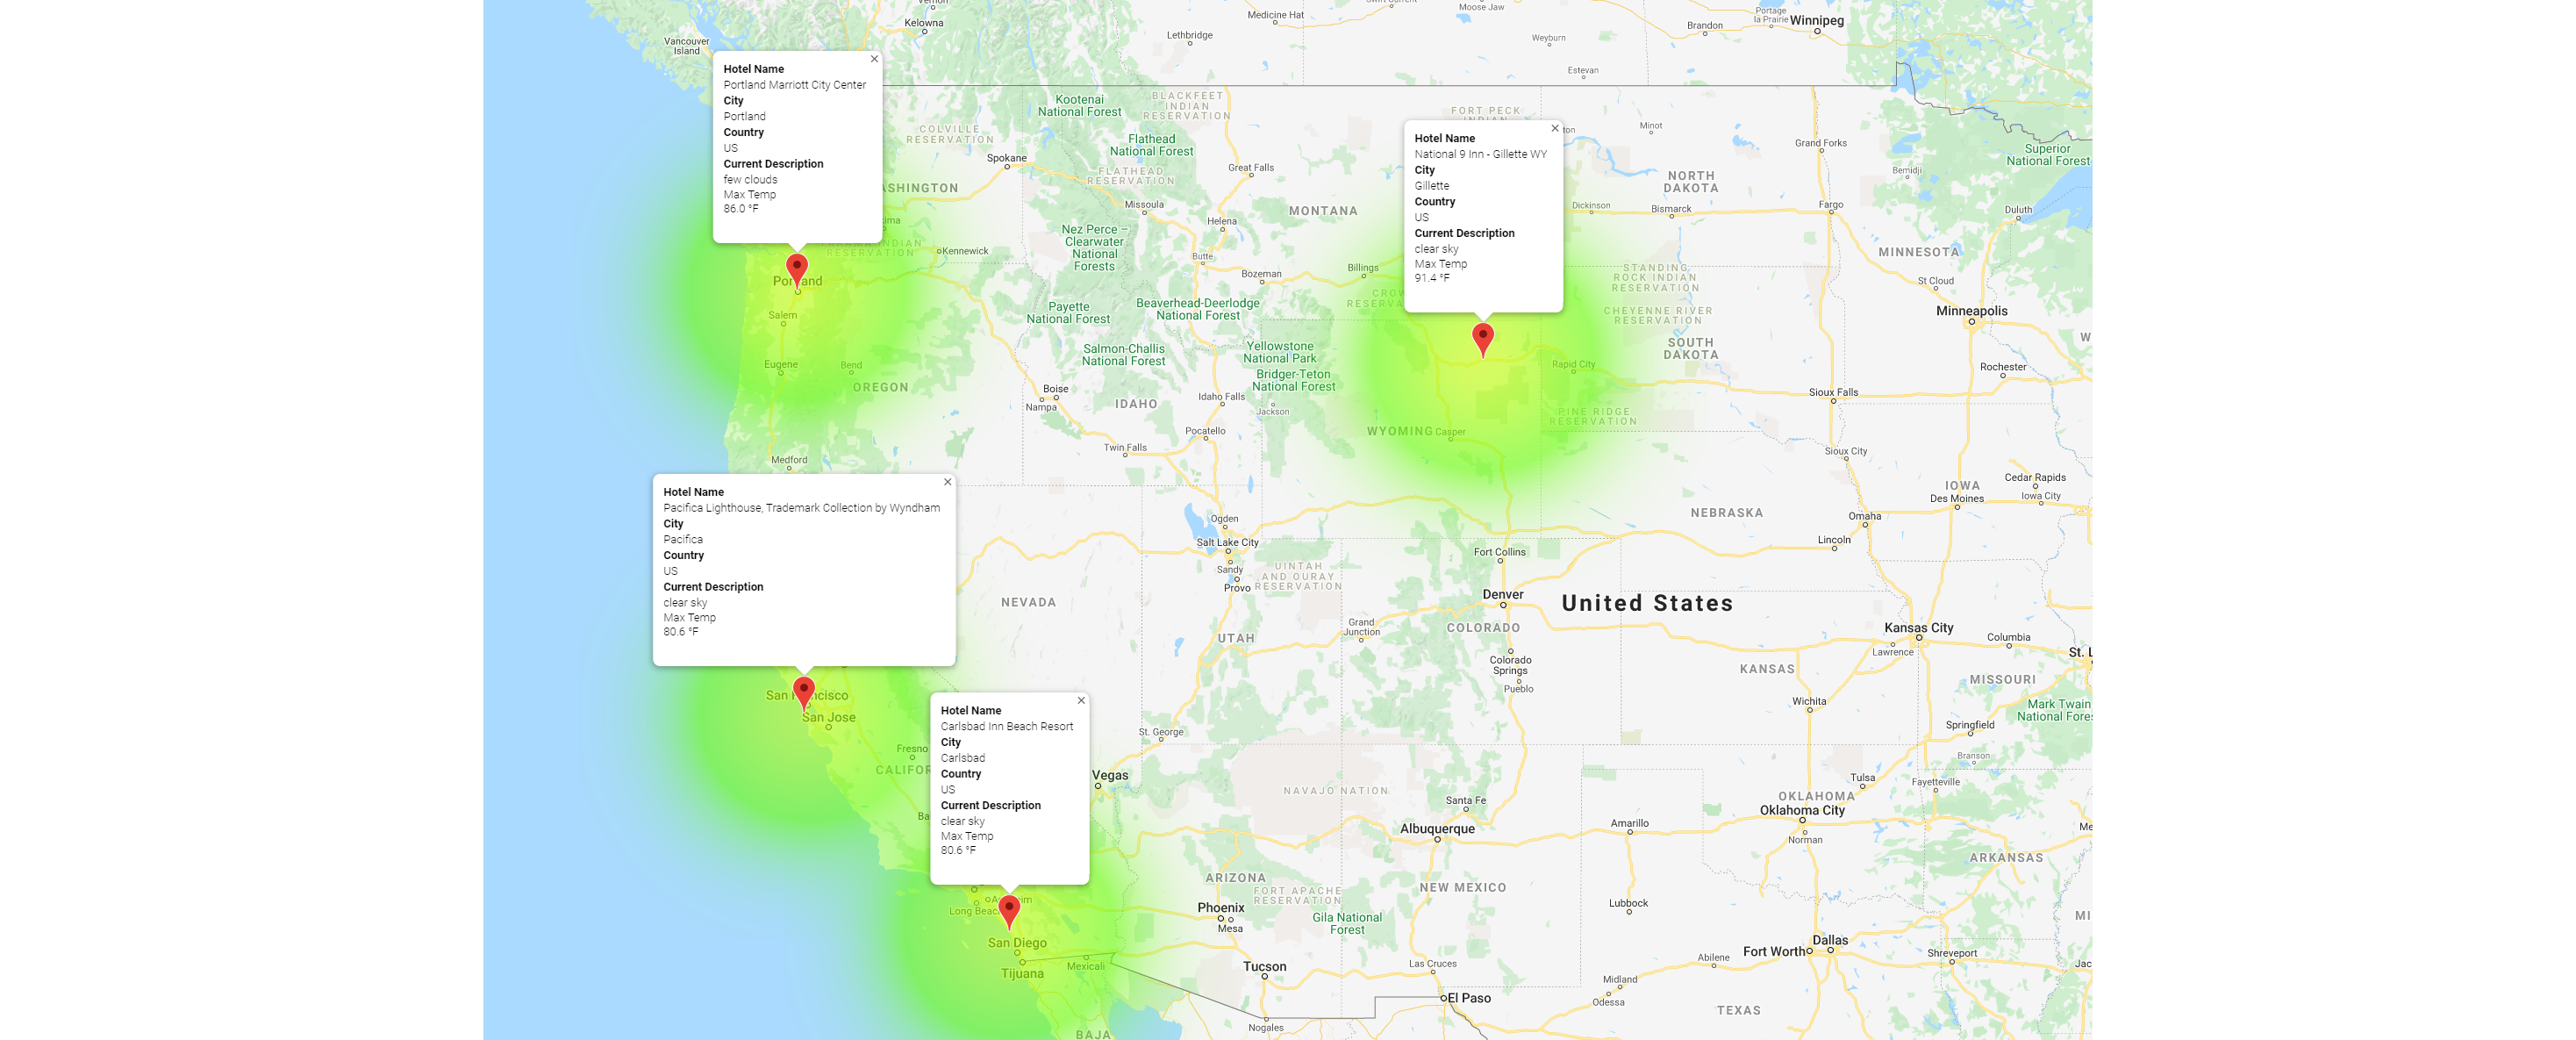 Vernon
Kelowna
Vancouver
Island
Medicine Hat
Lethbridge
Swift Current
Moose Jaw
Weyburn
Estevan
Brandon
Portage
la Prairie
Winnipeg
Hotel Name
Portland Marriott City Center
City
Portland
Country
US
Current Description
few clouds
Max Temp
86.0 °F
Hotel Name
National 9 Inn - Gillette WY
City
Gillette
Country
US
Current Description
clear sky
Max Temp
91.4 °F
Kootenai
National Forest
BLACKFEET
INDIAN
RESERVATION
COLVILLE
RESERVATION
Flathead
National Forest
FORT PECK
INDIAN
Minot
Grand Forks
Superior
National Forest
Spokane
Great Falls
FLATHEAD
RESERVATION
ASHINGTON
Missoula
MONTANA
Helena
NORTH
DAKOTA
Dickinson
Bismarck
Fargo
Bemidji
Duluth
INDIAN
RESERVATION
Kennewick
Nez Perce –
Clearwater
National
Forests
Butte
Bozeman
Billings
MINNESOTA
STANDING
ROCK INDIAN
RESERVATION
St Cloud
Portland
Salem
Payette
National Forest
Beaverhead-Deerlodge
National Forest
CHEYENNE RIVER
RESERVATION
Minneapolis
Eugene
Bend
OREGON
Salmon-Challis
National Forest
Yellowstone
National Park
Bridger-Teton
National Forest
Rapid City
SOUTH
DAKOTA
Rochester
Boise
Nampa
IDAHO
Idaho Falls
Jackson
Pocatello
Twin Falls
WYOMING
Casper
PINE RIDGE
RESERVATION
Sioux Falls
Sioux City
Medford
Hotel Name
Pacifica Lighthouse, Trademark Collection by Wyndham
City
Pacifica
Country
US
Current Description
clear sky
Max Temp
80.6 °F
IOWA
Des Moines
Cedar Rapids
Iowa City
Ogden
Salt Lake City
Sandy
Provo
NEBRASKA
Omaha
Lincoln
Fort Collins
UINTAH
AND OURAY
RESERVATION
NEVADA
Denver
United States
UTAH
Grand
Junction
COLORADO
Colorado
Springs
Pueblo
Kansas City
Lawrence
Columbia
St. L
KANSAS
MISSOURI
Wichita
Springfield
Mark Twain
National Fores
San Francisco
San Jose
Fresno
CALIFOR
Ba
Hotel Name
Carlsbad Inn Beach Resort
City
Carlsbad
Country
US
Current Description
clear sky
Max Temp
80.6 °F
St. George
Vegas
NAVAJO NATION
Santa Fe
Albuquerque
Branson
Tulsa
Fayetteville
OKLAHOMA
Oklahoma City
Norman
Amarillo
ARKANSAS
ARIZONA
FORT APACHE
RESERVATION
NEW MEXICO
Phoenix
Mesa
Gila National
Forest
Lubbock
Long Beach
Anaheim
San Diego
Tijuana
Mexicali
Tucson
Las Cruces
Abilene
Fort Worth
Dallas
Shreveport
Midland
Odessa
El Paso
TEXAS
Nogales
BAJA